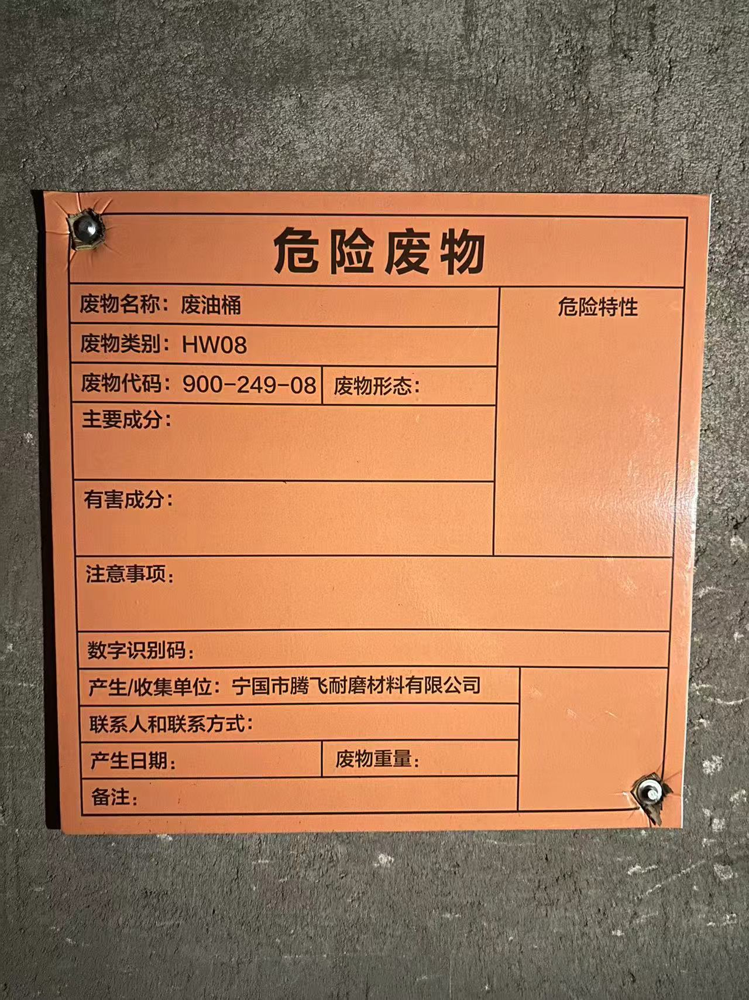 危险废物
废物名称：废油桶
危险特性
废物类别：HW08
废物代码：900-249-08
废物形态：
主要成分：
有害成分：
注意事项：
数字识别码：
产生/收集单位：宁国市腾飞耐磨材料有限公司
联系人和联系方式：
产生日期：
废物重量：
备注：